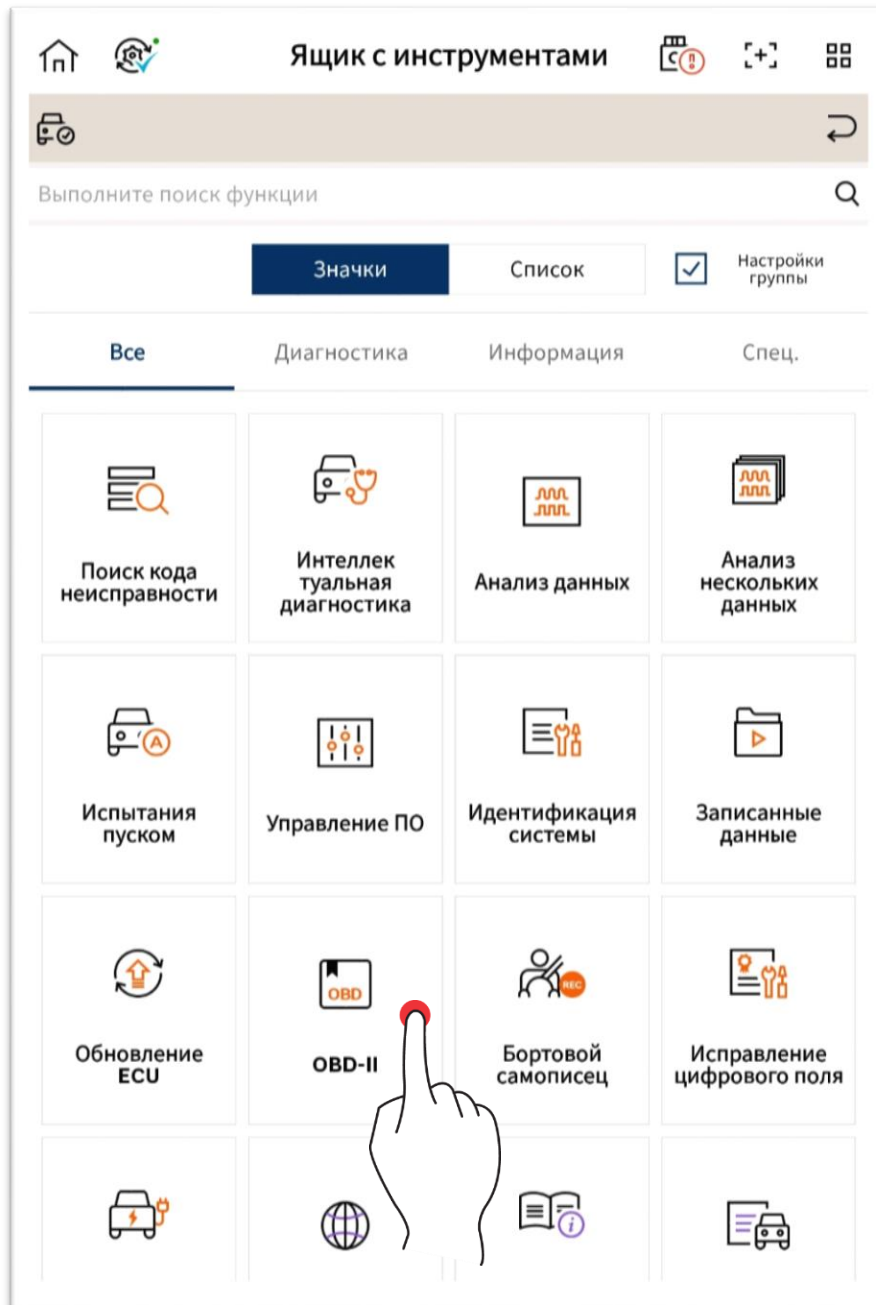 Ящик с инструментами
Выполните поиск функции
Значки
Список
Настройки
группы
Все
Диагностика
Информация
Спец.
Поиск кода
неисправности
Интеллек
туальная
диагностика
Анализ данных
Анализ
нескольких
данных
Испытания
пуском
Управление ПО
Идентификация
системы
Записанные
данные
Обновление
ECU
OBD
OBD-II
REC
Бортовой
самописец
Исправление
цифрового поля